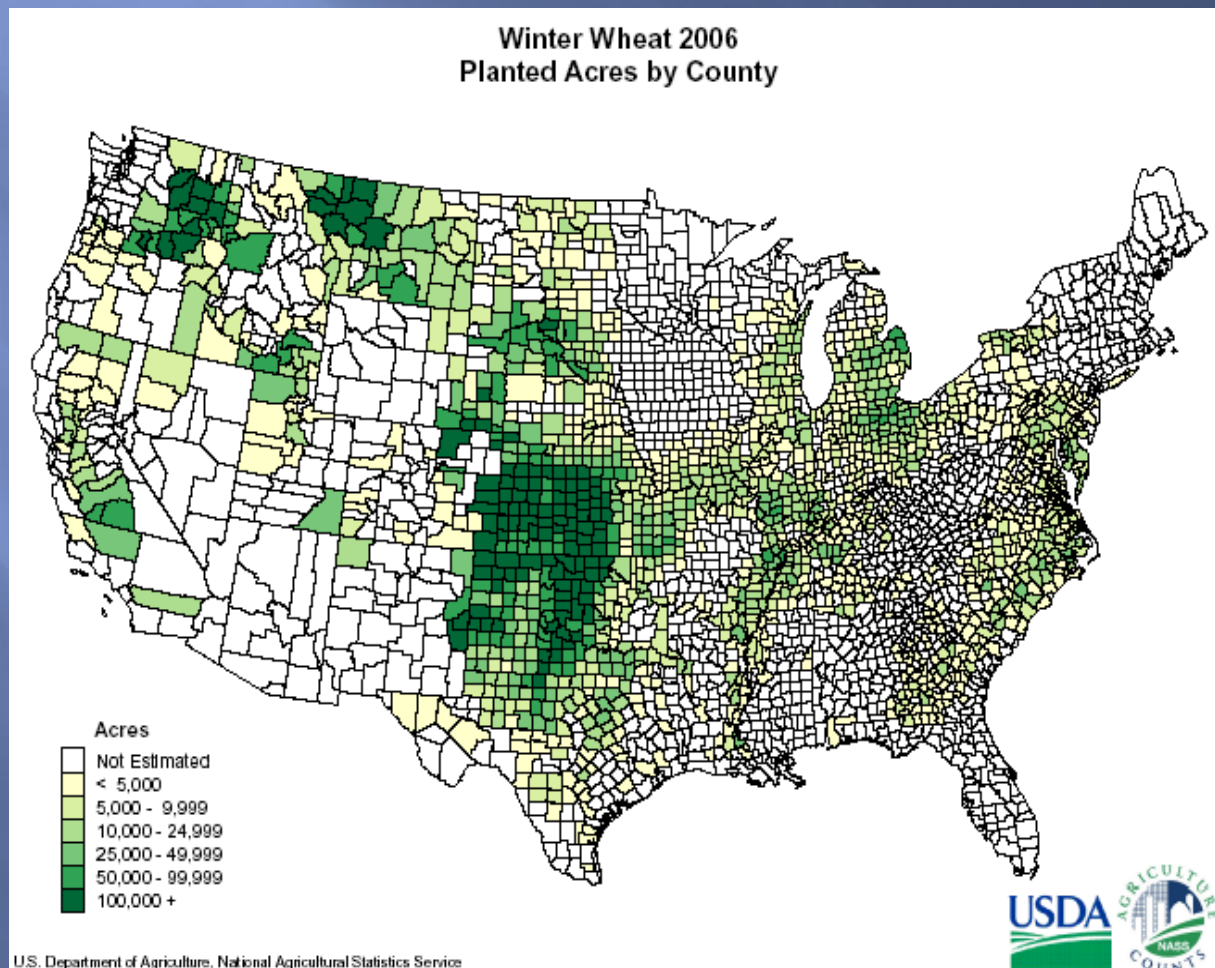 Winter Wheat 2006
Planted Acres by County
Acres
Not Estimated
< 5,000
5,000 - 9,999
10,000 - 24,999
25,000 - 49,999
50,000 - 99,999
100,000 +
USDA
AGRICULTURE
NASS
COUNTS
U.S. Department of Agriculture, National Agricultural Statistics Service